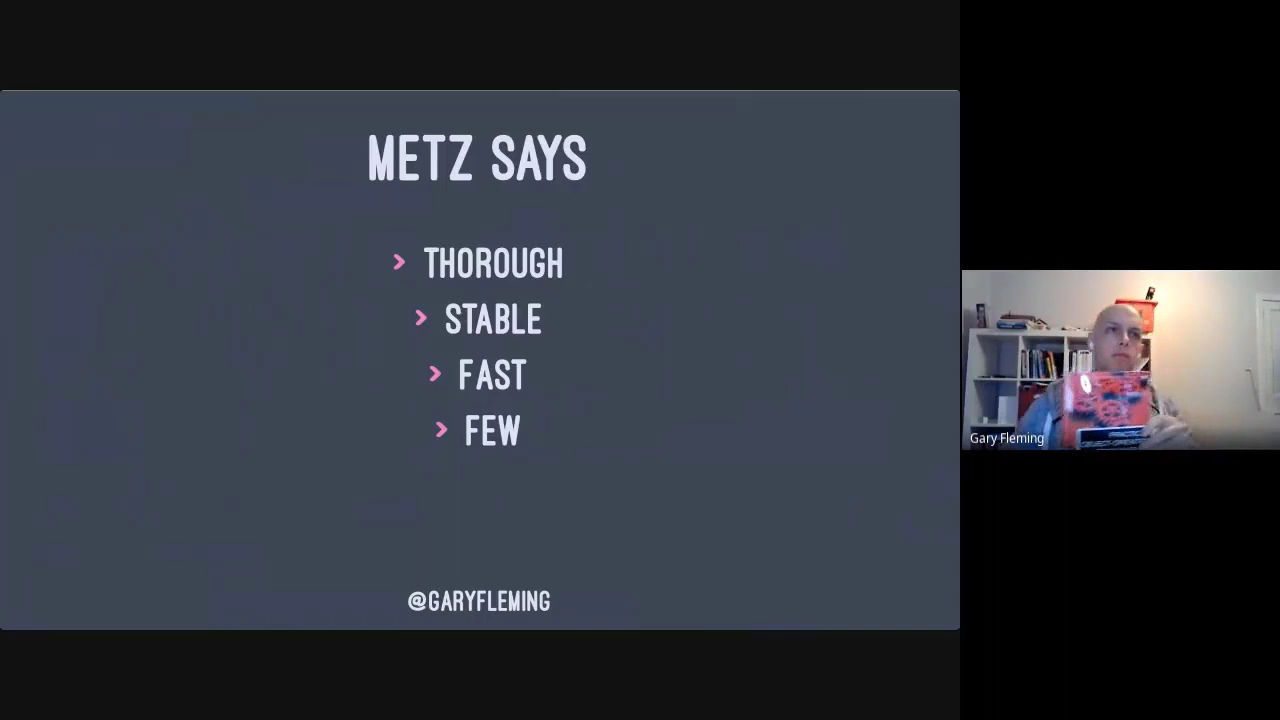 METZ SAYS
> THOROUGH
> STABLE
> FAST
> FEW
@GARYFLEMING
Gary Fleming